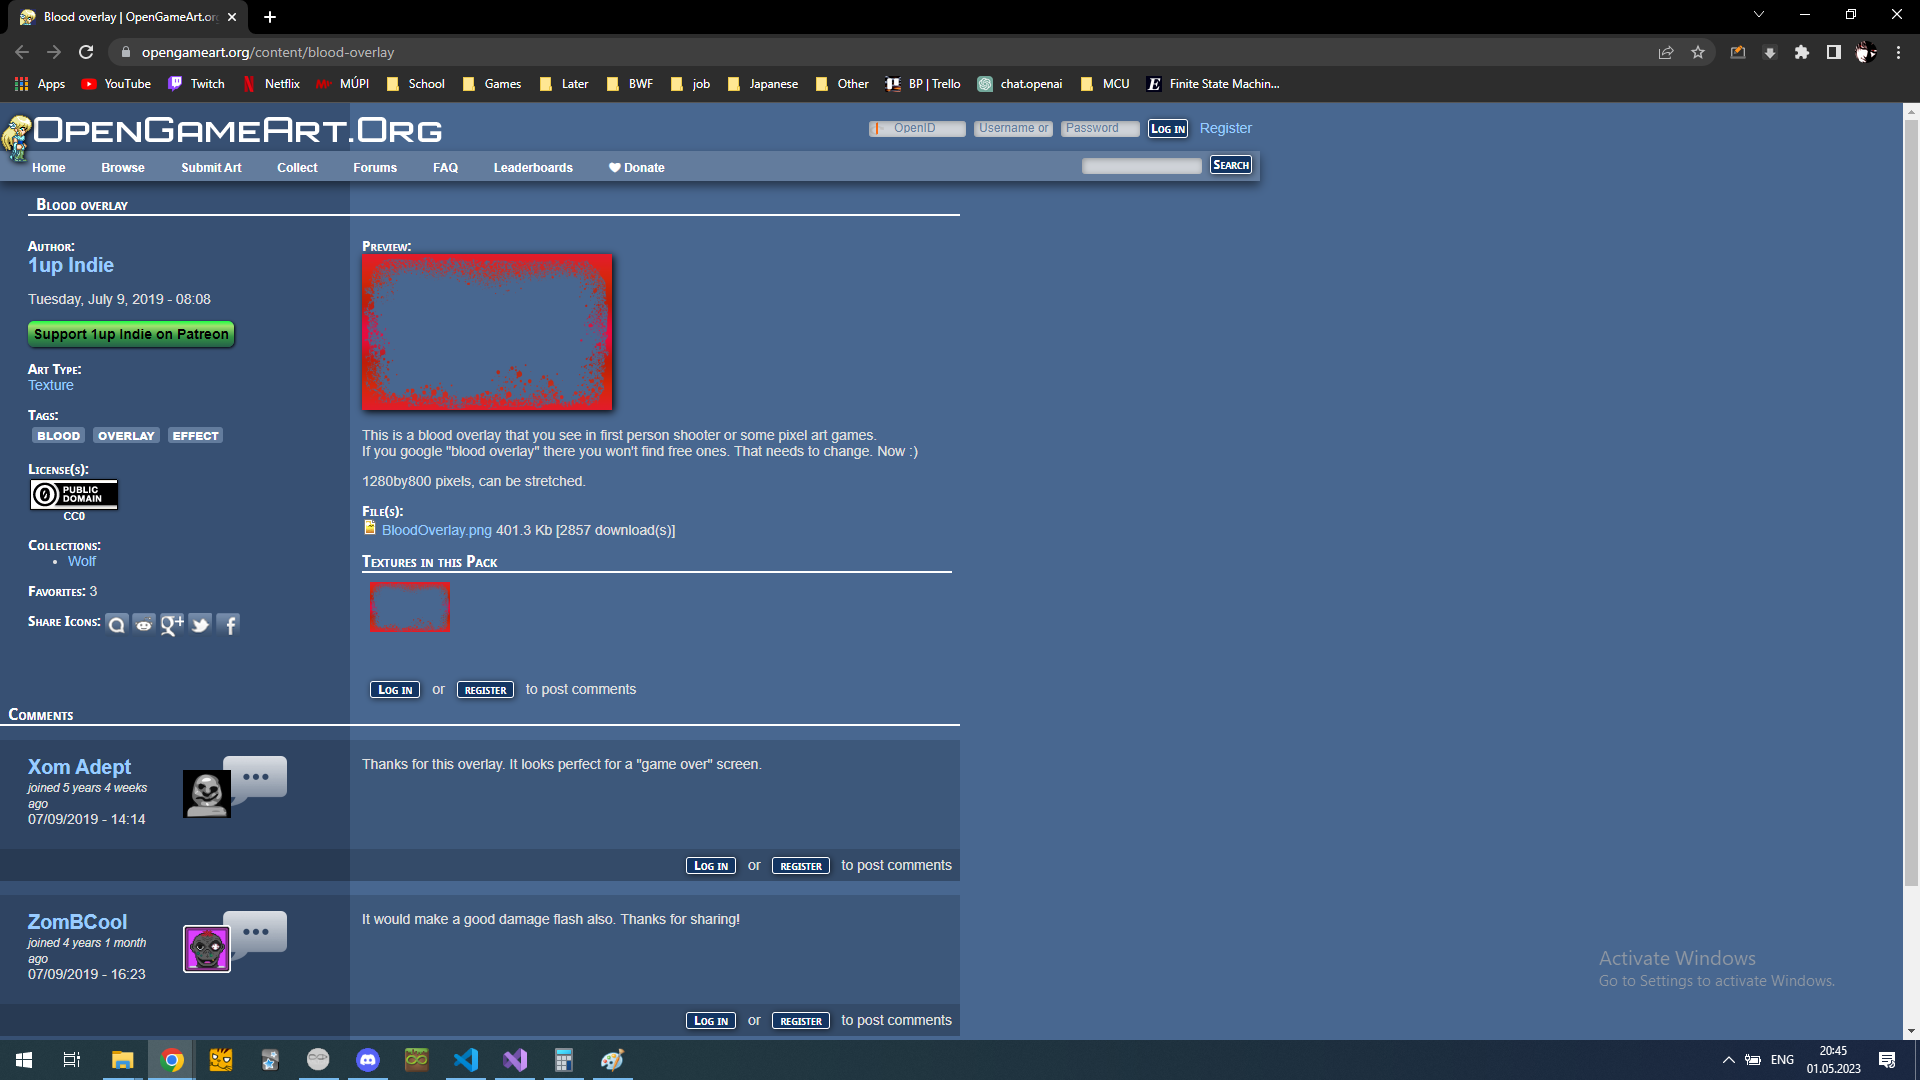 Blood overlay | OpenGameArt.or
opengameart.org/content/blood-overlay
Apps YouTube Twitch Netflix MÚPI School Games Later BWF job Japanese Other BP | Trello chat.openai MCU Finite State Machin...
OpenGameArt.Org
OpenID Username or Password Log in Register
Home Browse Submit Art Collect Forums FAQ Leaderboards Donate Search
Blood overlay
Author:
1up Indie
Tuesday, July 9, 2019 - 08:08
Support 1up Indie on Patreon
Art Type:
Texture
Tags:
BLOOD OVERLAY EFFECT
License(s):
PUBLIC
DOMAIN
CC0
Collections:
• Wolf
Favorites: 3
Share Icons:
Preview:
This is a blood overlay that you see in first person shooter or some pixel art games.
If you google "blood overlay" there you won't find free ones. That needs to change. Now :)
1280by800 pixels, can be stretched.
File(s):
BloodOverlay.png 401.3 Kb [2857 download(s)]
Textures in this Pack
Log in or register to post comments
Comments
Xom Adept
joined 5 years 4 weeks
ago
07/09/2019 - 14:14
Thanks for this overlay. It looks perfect for a "game over" screen.
Log in or register to post comments
ZomBCool
joined 4 years 1 month
ago
07/09/2019 - 16:23
It would make a good damage flash also. Thanks for sharing!
Log in or register to post comments
Activate Windows
Go to Settings to activate Windows.
ENG
20:45
01.05.2023